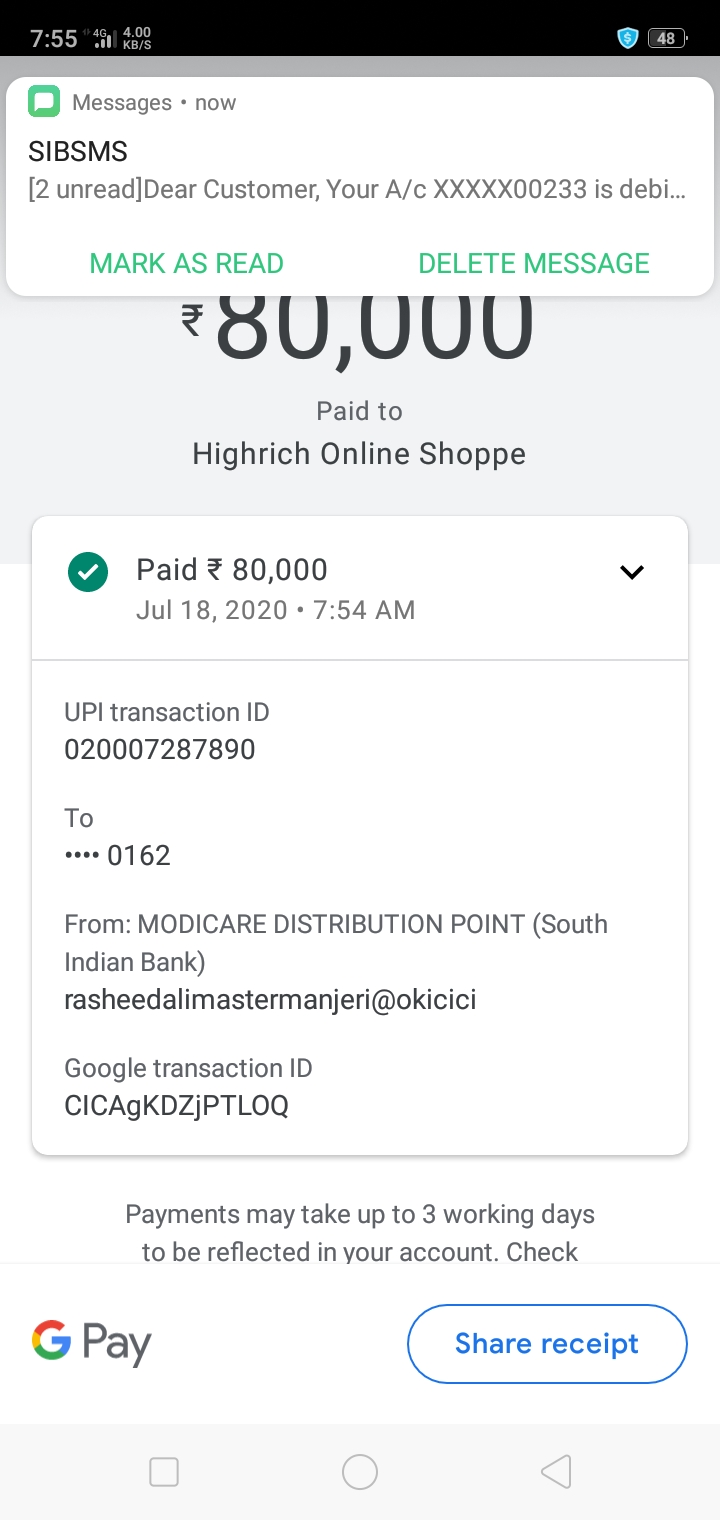 7:55 4G 4.00 KB/S 48
Messages • now
SIBSMS
[2 unread]Dear Customer, Your A/c XXXXX00233 is debi...
MARK AS READ DELETE MESSAGE
₹80,000
Paid to
Highrich Online Shoppe
Paid ₹ 80,000
Jul 18, 2020 • 7:54 AM
UPI transaction ID
020007287890
To
•••• 0162
From: MODICARE DISTRIBUTION POINT (South
Indian Bank)
rasheedalimastermanjeri@okicici
Google transaction ID
CICAgKDZjPTLOQ
Payments may take up to 3 working days
to be reflected in your account. Check
G Pay Share receipt